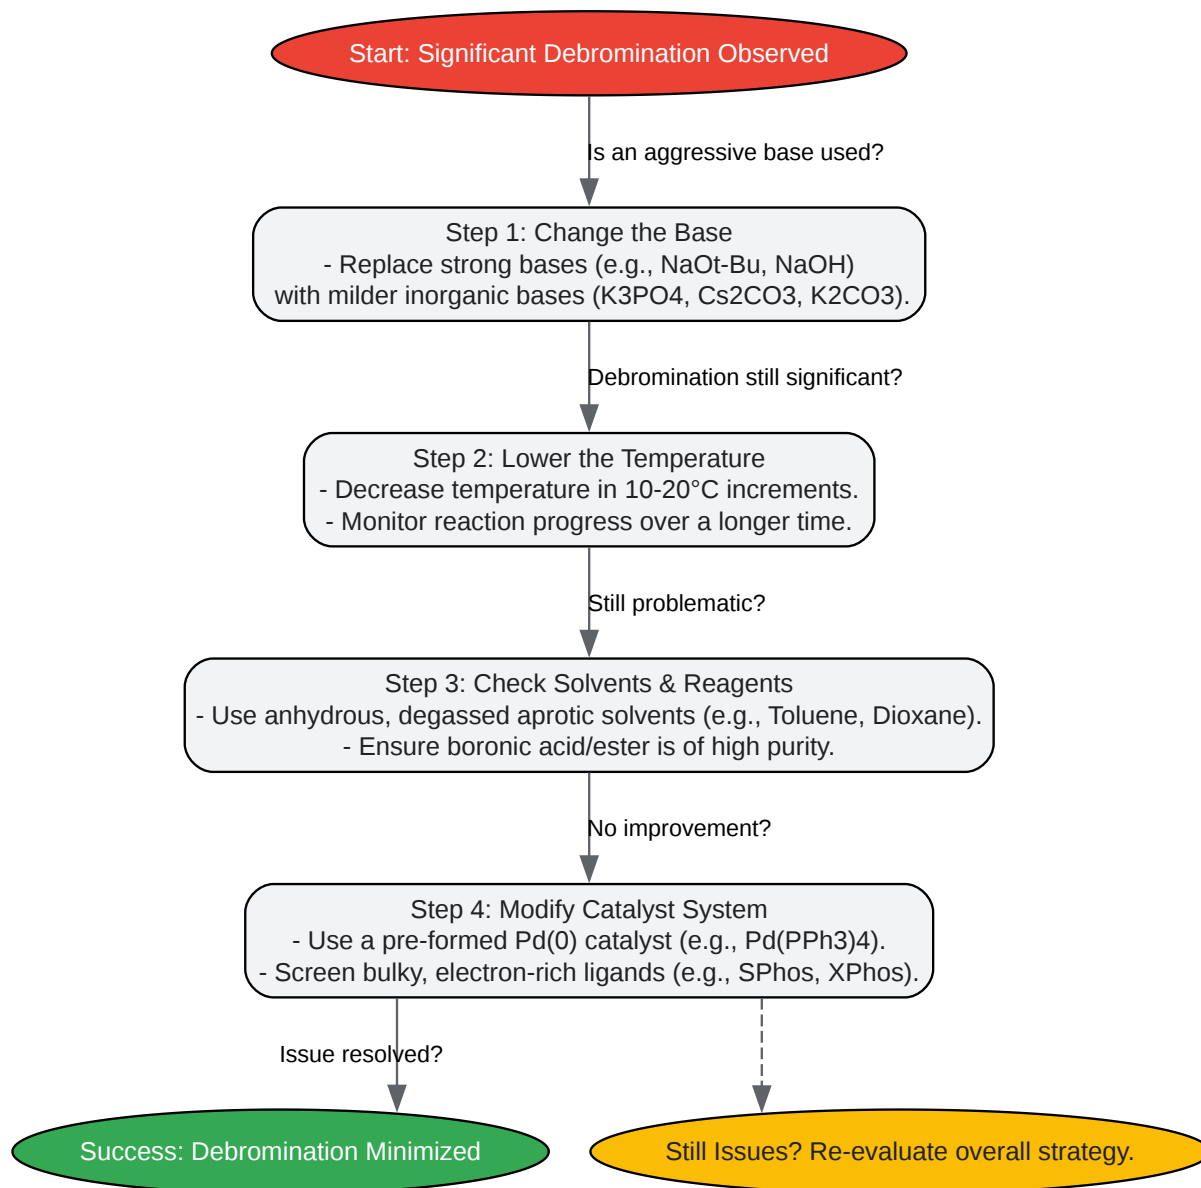 Start: Significant Debromination Observed
Is an aggressive base used?
Step 1: Change the Base
- Replace strong bases (e.g., NaOt-Bu, NaOH)
with milder inorganic bases (K3PO4, Cs2CO3, K2CO3).
Debromination still significant?
Step 2: Lower the Temperature
- Decrease temperature in 10-20°C increments.
- Monitor reaction progress over a longer time.
Still problematic?
Step 3: Check Solvents & Reagents
- Use anhydrous, degassed aprotic solvents (e.g., Toluene, Dioxane).
- Ensure boronic acid/ester is of high purity.
No improvement?
Step 4: Modify Catalyst System
- Use a pre-formed Pd(0) catalyst (e.g., Pd(PPh3)4).
- Screen bulky, electron-rich ligands (e.g., SPhos, XPhos).
Issue resolved?
Success: Debromination Minimized
Still Issues? Re-evaluate overall strategy.